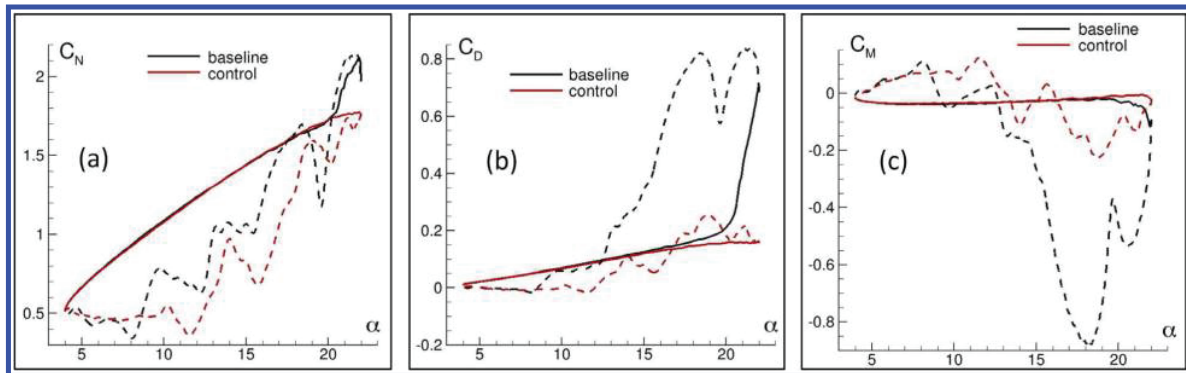 C_N
baseline
control
2
1.5
1
0.5
(a)
5
10
15
20
α
C_D
baseline
control
0.8
0.6
0.4
0.2
0
-0.2
(b)
5
10
15
20
α
C_M
baseline
control
0
-0.2
-0.4
-0.6
-0.8
(c)
5
10
15
20
α